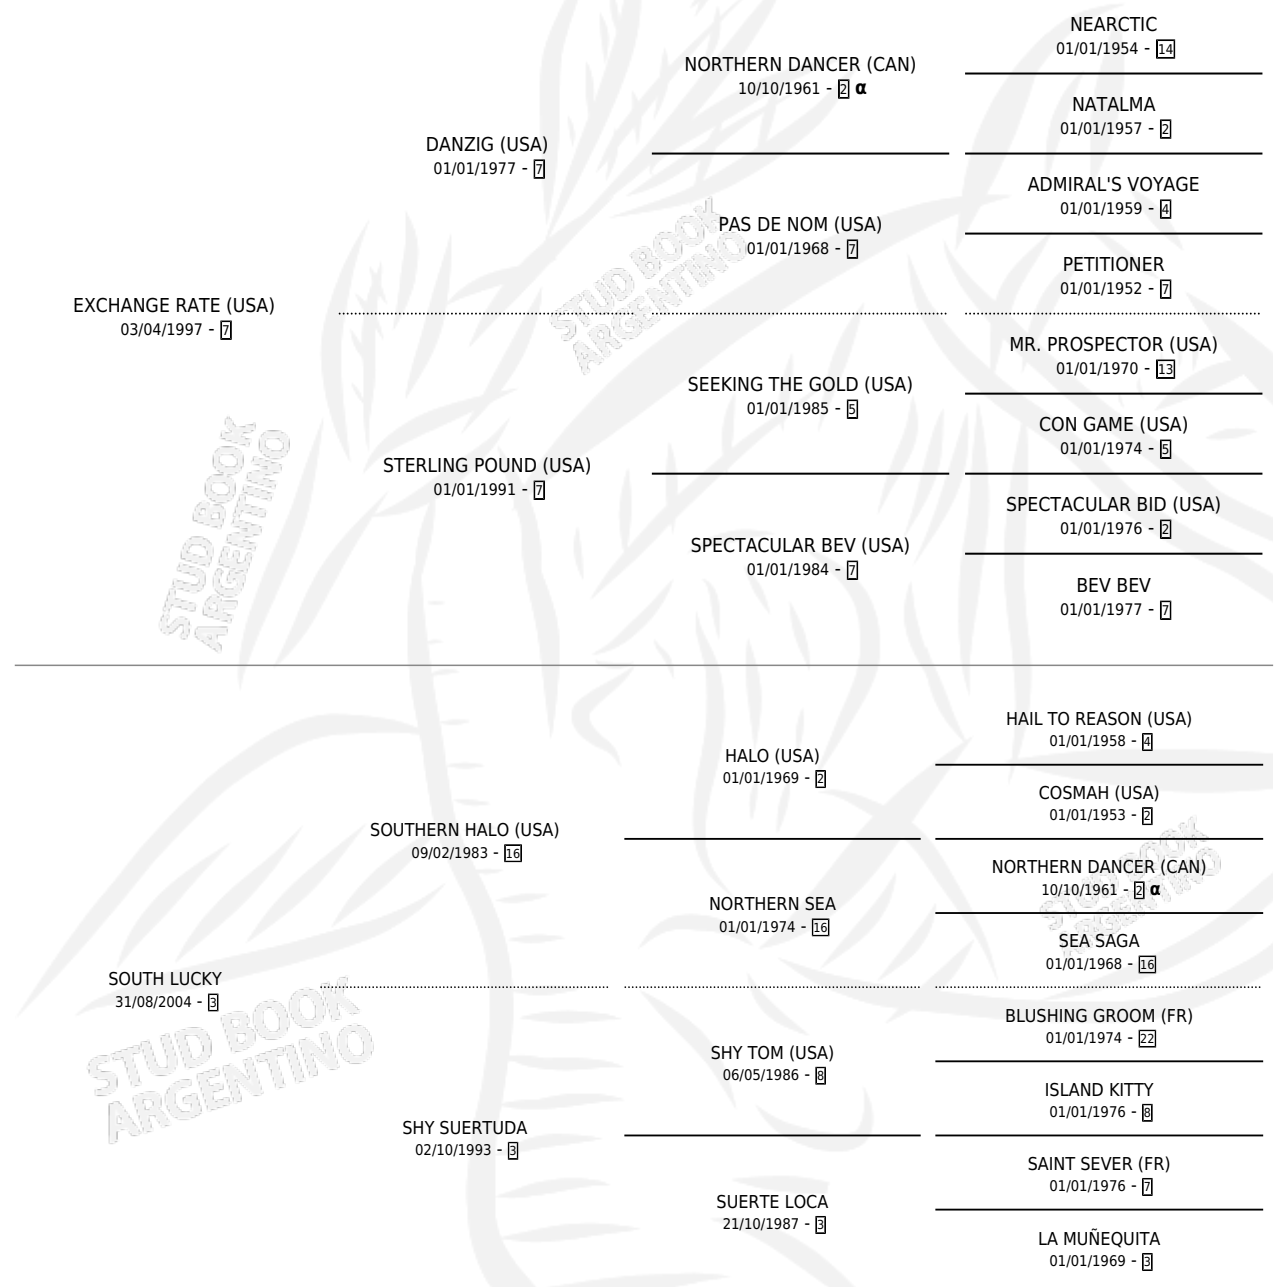 NEARCTIC
01/01/1954 - 14
NORTHERN DANCER (CAN)
10/10/1961 - 2 α
NATALMA
01/01/1957 - 2
DANZIG (USA)
01/01/1977 - 7
ADMIRAL'S VOYAGE
01/01/1959 - 4
PAS DE NOM (USA)
01/01/1968 - 7
PETITIONER
01/01/1952 - 7
EXCHANGE RATE (USA)
03/04/1997 - 7
STUD BOOK
ARGENTINO
MR. PROSPECTOR (USA)
01/01/1970 - 13
SEEKING THE GOLD (USA)
01/01/1985 - 5
CON GAME (USA)
01/01/1974 - 5
STERLING POUND (USA)
01/01/1991 - 7
SPECTACULAR BID (USA)
01/01/1976 - 2
SPECTACULAR BEV (USA)
01/01/1984 - 7
BEV BEV
01/01/1977 - 7
STUD BOOK
ARGENTINO
HAIL TO REASON (USA)
01/01/1958 - 4
HALO (USA)
01/01/1969 - 2
COSMAH (USA)
01/01/1953 - 2
SOUTHERN HALO (USA)
09/02/1983 - 16
NORTHERN DANCER (CAN)
10/10/1961 - 2 α
STUD BOOK
ARGENTINO
NORTHERN SEA
01/01/1974 - 16
SEA SAGA
01/01/1968 - 16
SOUTH LUCKY
31/08/2004 - 3
STUD BOOK
ARGENTINO
BLUSHING GROOM (FR)
01/01/1974 - 22
SHY TOM (USA)
06/05/1986 - 8
ISLAND KITTY
01/01/1976 - 8
SHY SUERTUDA
02/10/1993 - 3
SAINT SEVER (FR)
01/01/1976 - 7
SUERTE LOCA
21/10/1987 - 3
LA MUÑEQUITA
01/01/1969 - 3